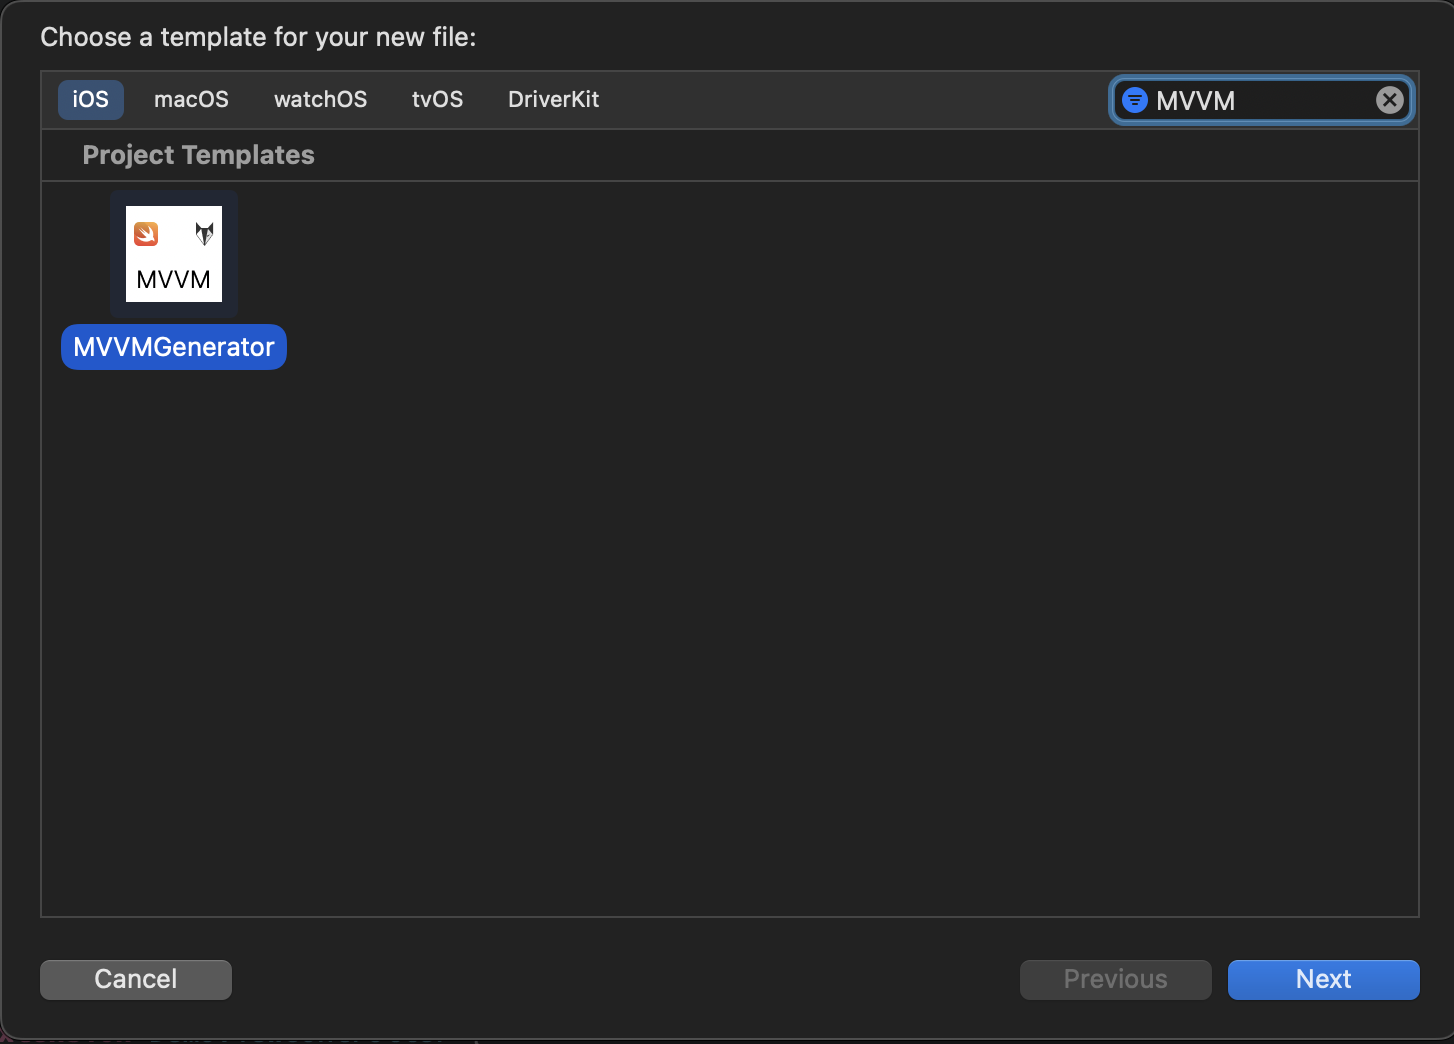 Choose a template for your new file:
iOS macOS watchOS tvOS DriverKit MVVM
Project Templates
MVVM
MVVMGenerator
Cancel Previous Next